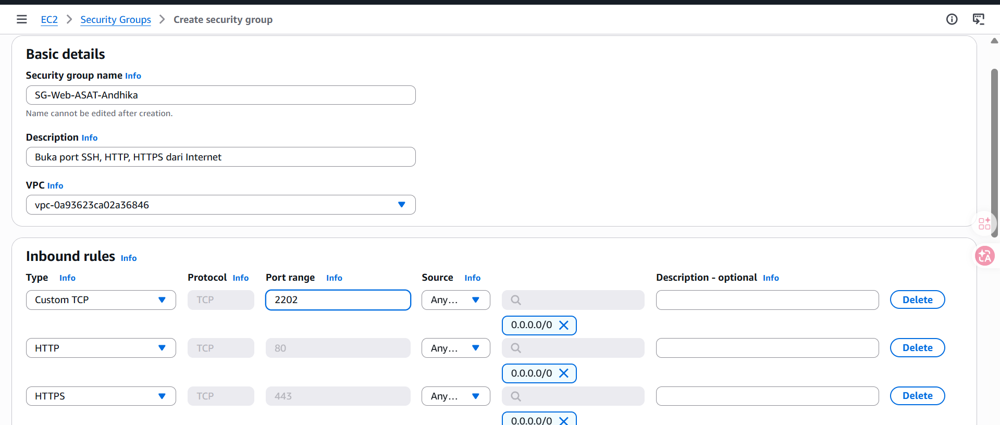 EC2 > Security Groups > Create security group
Basic details
Security group name Info
SG-Web-ASAT-Andhika
Name cannot be edited after creation.
Description Info
Buka port SSH, HTTP, HTTPS dari Internet
VPC Info
vpc-0a93623ca02a36846
Inbound rules Info
Type Info Protocol Info Port range Info Source Info Description - optional Info
Custom TCP TCP 2202 Any... Delete
0.0.0.0/0
HTTP TCP 80 Any... Delete
0.0.0.0/0
HTTPS TCP 443 Any... Delete
0.0.0.0/0